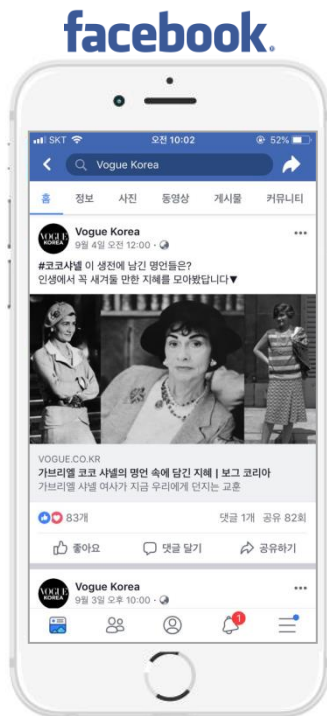 facebook.
SKT 오전 10:02 52%
Vogue Korea
홈 정보 사진 동영상 게시물 커뮤니티
VOGUE KOREA
Vogue Korea
9월 4일 오전 12:00 ·
#코코샤넬 이 생전에 남긴 명언들은?
인생에서 꼭 새겨둘 만한 지혜를 모아봤답니다▼
VOGUE.CO.KR
가브리엘 코코 샤넬의 명언 속에 담긴 지혜 | 보그 코리아
가브리엘 샤넬 여사가 지금 우리에게 던지는 교훈
83개 댓글 1개 공유 82회
좋아요 댓글 달기 공유하기
VOGUE KOREA
Vogue Korea
9월 3일 오후 10:00 ·
1